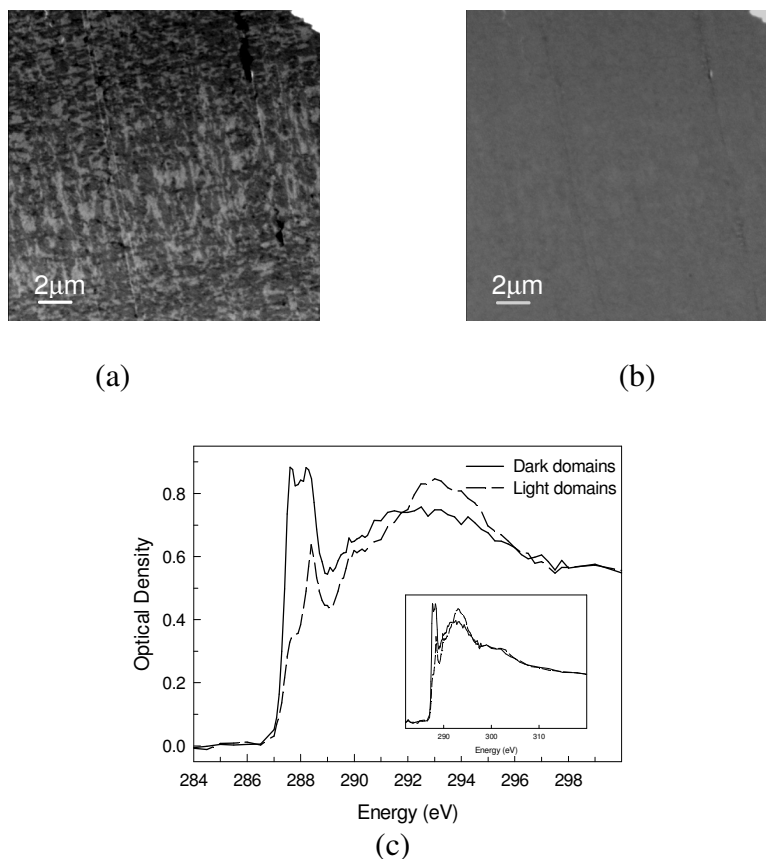 2μm
2μm
(a)
(b)
Dark domains
Light domains
0.8
0.6
0.4
0.2
0.0
Optical Density
290
300
310
Energy (eV)
284
286
288
290
292
294
296
298
Energy (eV)
(c)